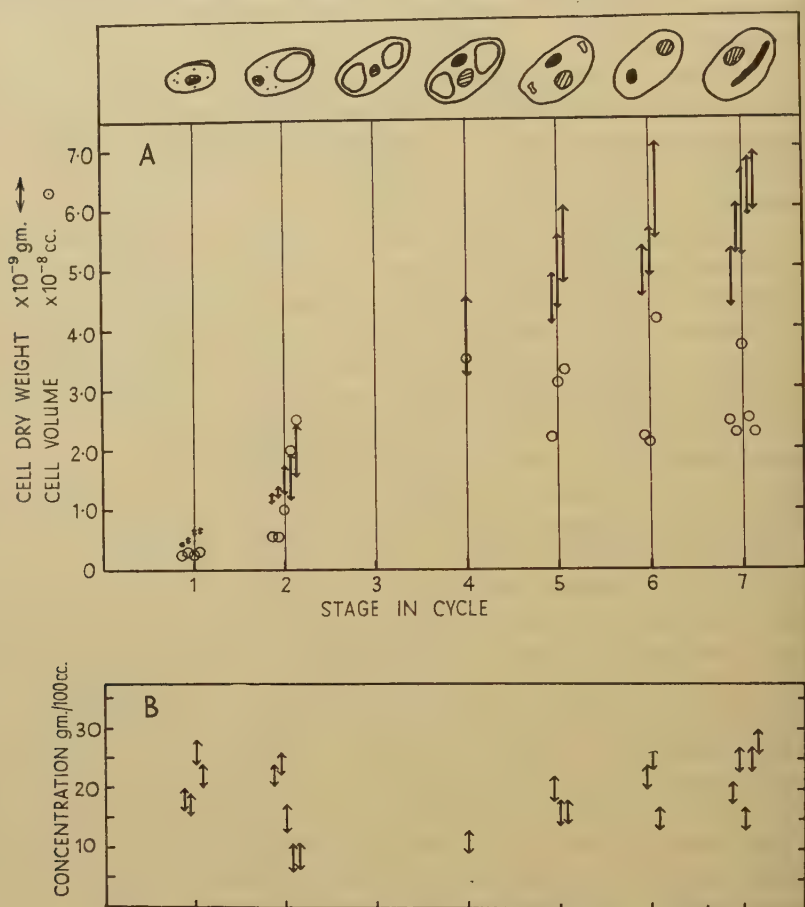 A
7·0
6·0
5·0
4·0
3·0
2·0
1·0
0
CELL DRY WEIGHT x10⁻⁹ gm.
CELL VOLUME x10⁻⁸ cc.
1 2 3 4 5 6 7
STAGE IN CYCLE
B
30
20
10
CONCENTRATION gm./100cc.